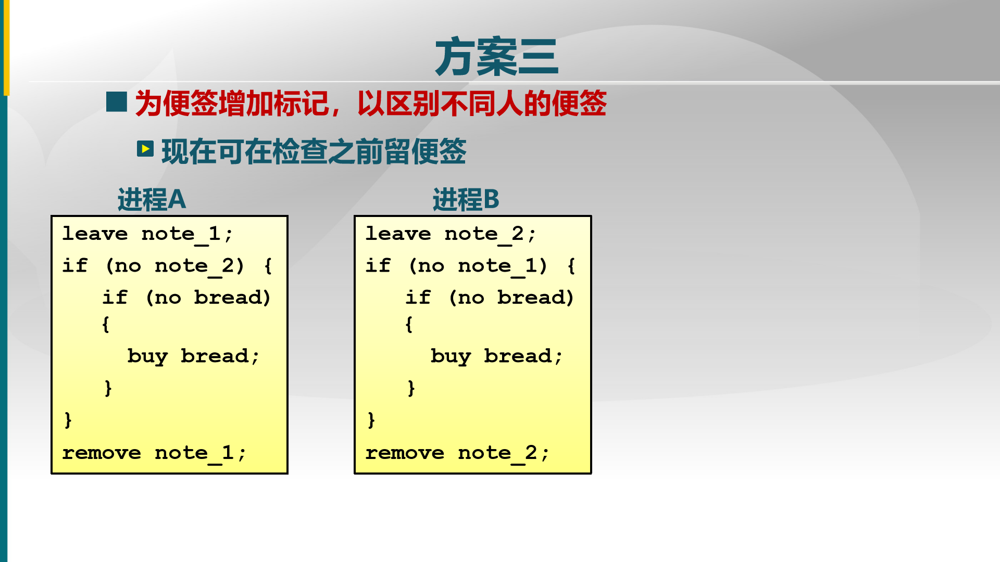 方案三
为便签增加标记，以区别不同人的便签
现在可在检查之前留便签
进程A
leave note_1;
if (no note_2) {
if (no bread)
{
buy bread;
}
}
remove note_1;
进程B
leave note_2;
if (no note_1) {
if (no bread)
{
buy bread;
}
}
remove note_2;